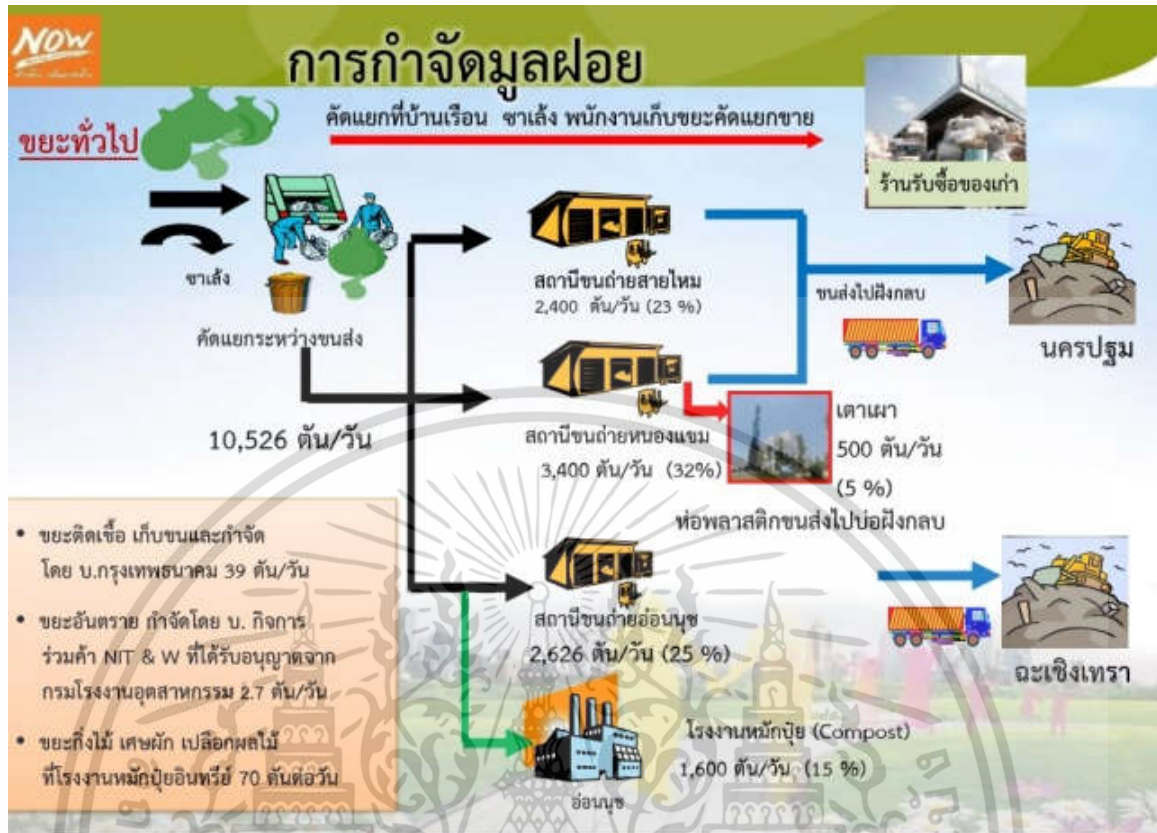 NOW
การกำจัดมูลฝอย
คัดแยกที่บ้านเรือน ซาเล้ง พนักงานเก็บขยะคัดแยกขาย
ขยะทั่วไป
ร้านรับซื้อของเก่า
ซาเล้ง
คัดแยกระหว่างขนส่ง
10,526 ตัน/วัน
สถานีขนถ่ายสายไหม
2,400 ตัน/วัน (23 %)
ขนส่งไปฝังกลบ
นครปฐม
สถานีขนถ่ายหนองแขม
3,400 ตัน/วัน (32%)
เตาเผา
500 ตัน/วัน
(5 %)
ห่อพลาสติกขนส่งไปบ่อฝังกลบ
สถานีขนถ่ายอ่อนนุช
2,626 ตัน/วัน (25 %)
ฉะเชิงเทรา
โรงงานหมักปุ๋ย (Compost)
1,600 ตัน/วัน (15 %)
อ่อนนุช
• ขยะติดเชื้อ เก็บขนและกำจัด
โดย บ.กรุงเทพธนาคม 39 ตัน/วัน
• ขยะอันตราย กำจัดโดย บ. กิจการ
ร่วมค้า NIT & W ที่ได้รับอนุญาตจาก
กรมโรงงานอุตสาหกรรม 2.7 ตัน/วัน
• ขยะกิ่งไม้ เศษผัก เปลือกผลไม้
ที่โรงงานหมักปุ๋ยอินทรีย์ 70 ตันต่อวัน